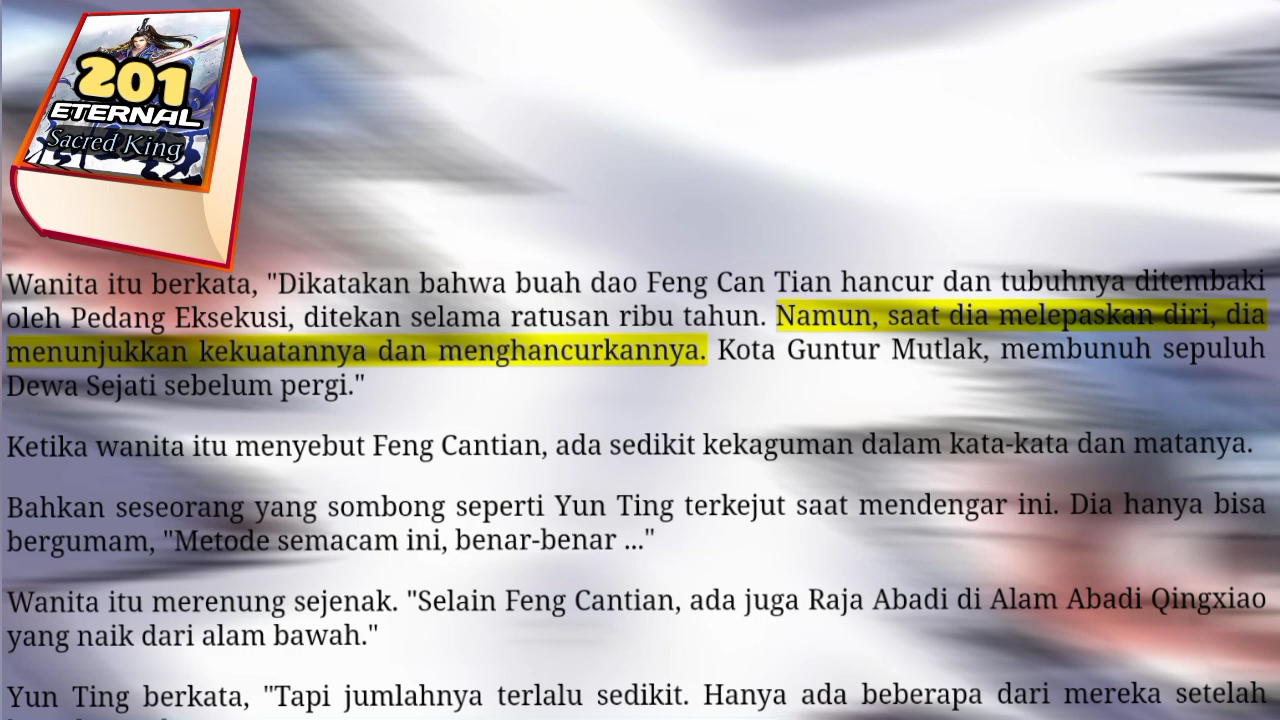 201
ETERNAL
Sacred King
Wanita itu berkata, "Dikatakan bahwa buah dao Feng Can Tian hancur dan tubuhnya ditembaki
oleh Pedang Eksekusi, ditekan selama ratusan ribu tahun. Namun, saat dia melepaskan diri, dia
menunjukkan kekuatannya dan menghancurkannya. Kota Guntur Mutlak, membunuh sepuluh
Dewa Sejati sebelum pergi."
Ketika wanita itu menyebut Feng Cantian, ada sedikit kekaguman dalam kata-kata dan matanya.
Bahkan seseorang yang sombong seperti Yun Ting terkejut saat mendengar ini. Dia hanya bisa
bergumam, "Metode semacam ini, benar-benar ..."
Wanita itu merenung sejenak. "Selain Feng Cantian, ada juga Raja Abadi di Alam Abadi Qingxiao
yang naik dari alam bawah."
Yun Ting berkata, "Tapi jumlahnya terlalu sedikit. Hanya ada beberapa dari mereka setelah